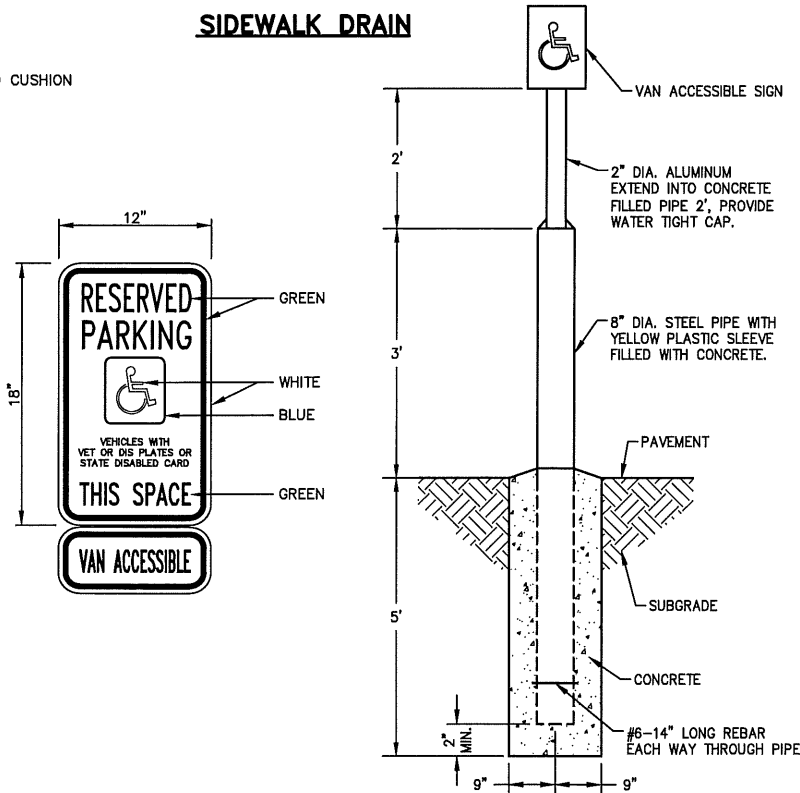 SIDEWALK DRAIN
CUSHION
VAN ACCESSIBLE SIGN
2'
2" DIA. ALUMINUM
EXTEND INTO CONCRETE
FILLED PIPE 2', PROVIDE
WATER TIGHT CAP.
12"
18"
RESERVED
PARKING
VEHICLES WITH
VET OR DIS PLATES OR
STATE DISABLED CARD
THIS SPACE
VAN ACCESSIBLE
GREEN
WHITE
BLUE
GREEN
3'
8" DIA. STEEL PIPE WITH
YELLOW PLASTIC SLEEVE
FILLED WITH CONCRETE.
PAVEMENT
5'
SUBGRADE
CONCRETE
2"
MIN.
#6-14" LONG REBAR
EACH WAY THROUGH PIPE
9"
9"